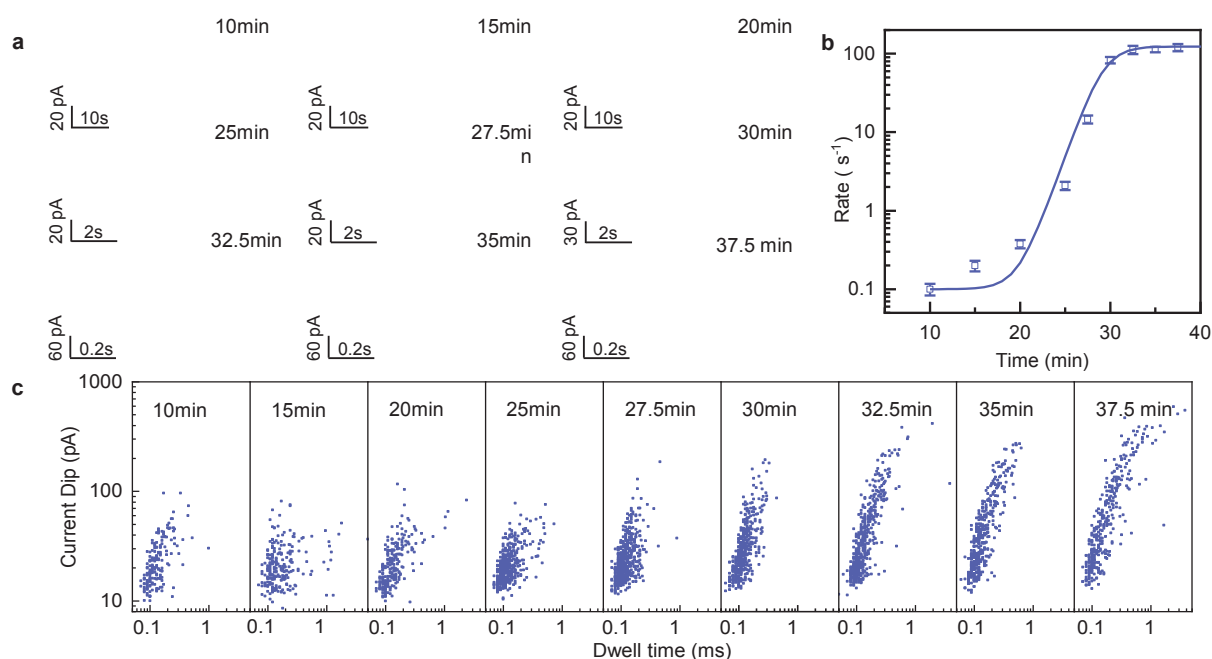 a
10min
15min
20min
20 pA
10s
20 pA
10s
20 pA
10s
25min
27.5mi
n
30min
20 pA
2s
20 pA
2s
30 pA
2s
32.5min
35min
37.5 min
60 pA
0.2s
60 pA
0.2s
60 pA
0.2s
b
Rate ( s⁻¹)
100
10
1
0.1
10 20 30 40
Time (min)
c
Current Dip (pA)
1000
100
10
10min 15min 20min 25min 27.5min 30min 32.5min 35min 37.5 min
0.1 1 0.1 1 0.1 1 0.1 1 0.1 1 0.1 1 0.1 1 0.1 1 0.1 1
Dwell time (ms)